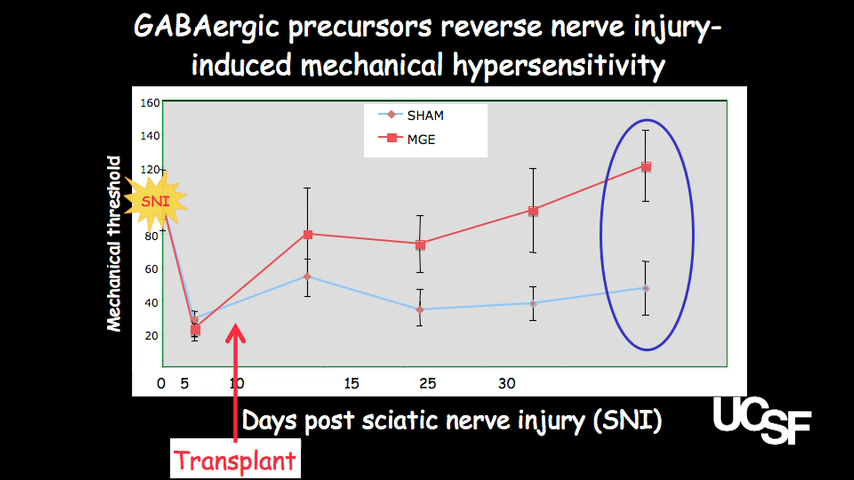 GABAergic precursors reverse nerve injury-
induced mechanical hypersensitivity
160
140
120
80
60
40
20
Mechanical threshold
SNI
SHAM
MGE
0 5 10 15 25 30
Days post sciatic nerve injury (SNI)
Transplant
UCSF